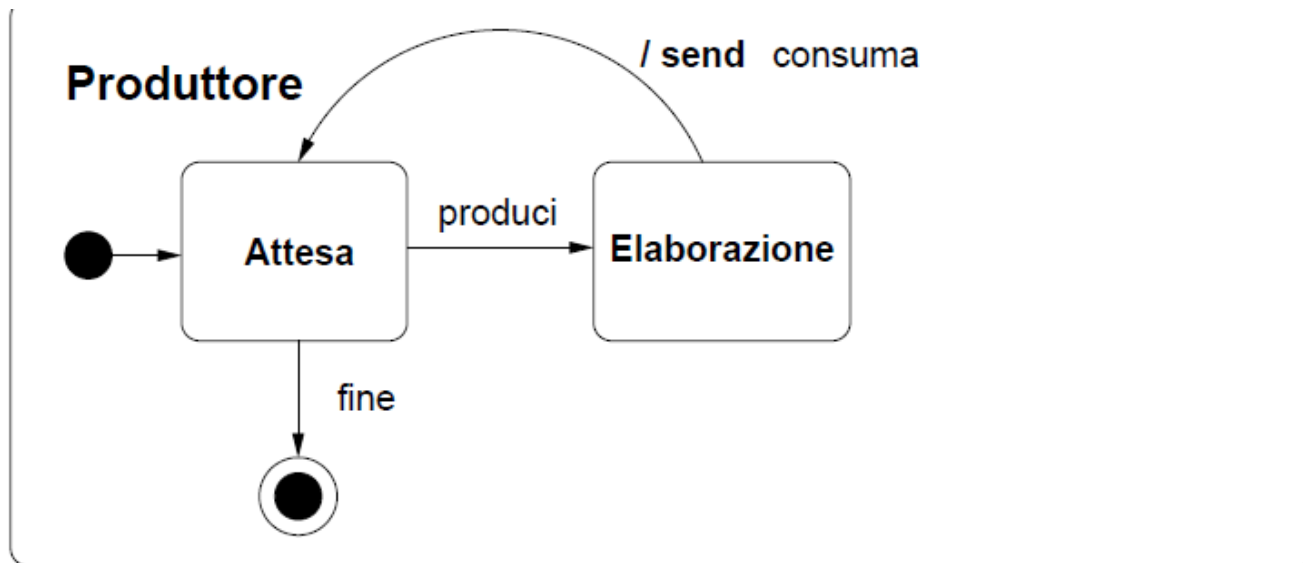 / send consuma
Produttore
produci
Attesa
Elaborazione
fine